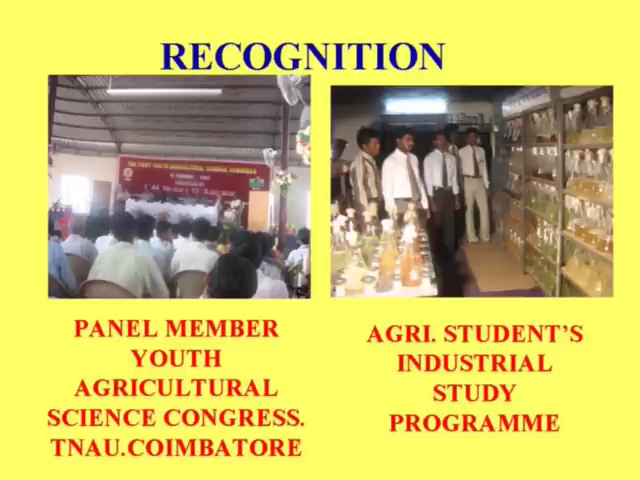 RECOGNITION
PANEL MEMBER
YOUTH
AGRICULTURAL
SCIENCE CONGRESS.
TNAU.COIMBATORE
AGRI. STUDENT’S
INDUSTRIAL
STUDY
PROGRAMME